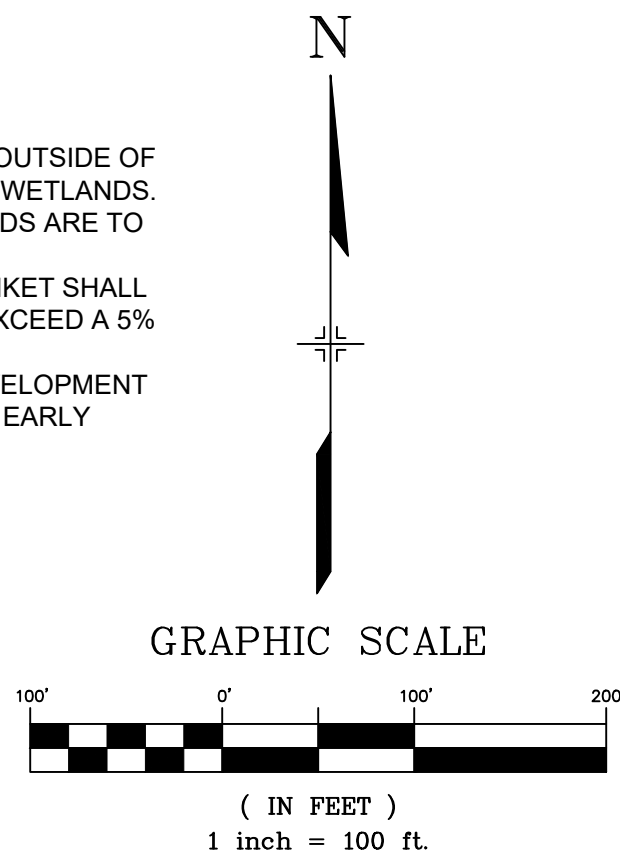 N
OUTSIDE OF
WETLANDS.
DS ARE TO
KET SHALL
XCEED A 5%
ELOPMENT
EARLY
GRAPHIC SCALE
100' 0' 100' 200
( IN FEET )
1 inch = 100 ft.